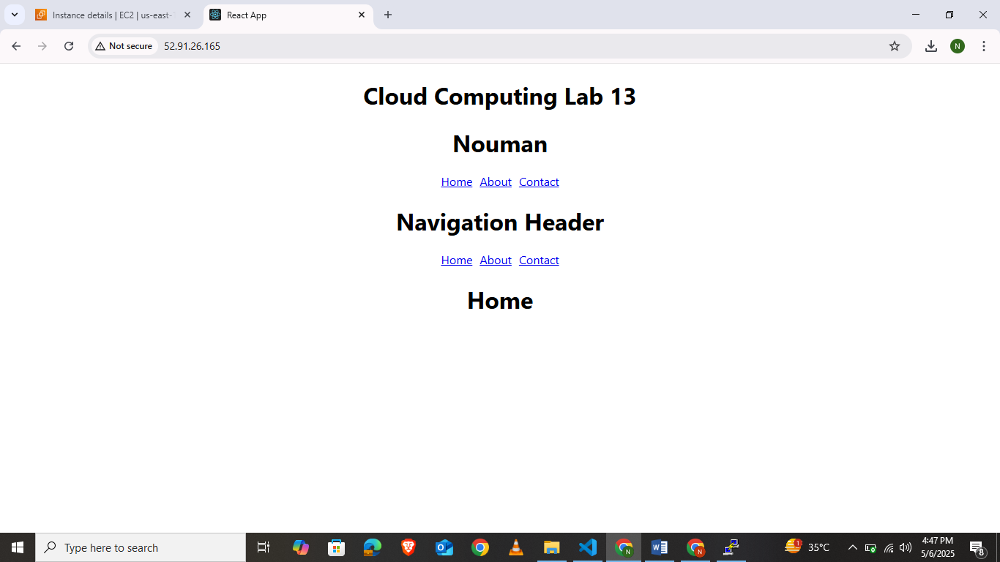 Instance details | EC2 | us-east-
React App
Not secure
52.91.26.165
N
Cloud Computing Lab 13
Nouman
Home About Contact
Navigation Header
Home About Contact
Home
Type here to search
N
N
1
35°C
4:47 PM
5/6/2025
8